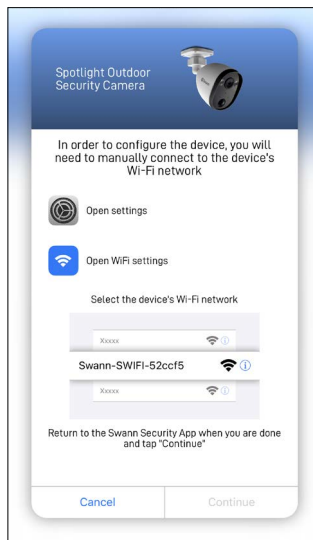 Spotlight Outdoor
Security Camera
In order to configure the device, you will
need to manually connect to the device's
Wi-Fi network
Open settings
Open WiFi settings
Select the device's Wi-Fi network
Xxxxx
Swann-SWIFI-52ccf5
Xxxxx
Return to the Swann Security App when you are done
and tap "Continue"
Cancel
Continue